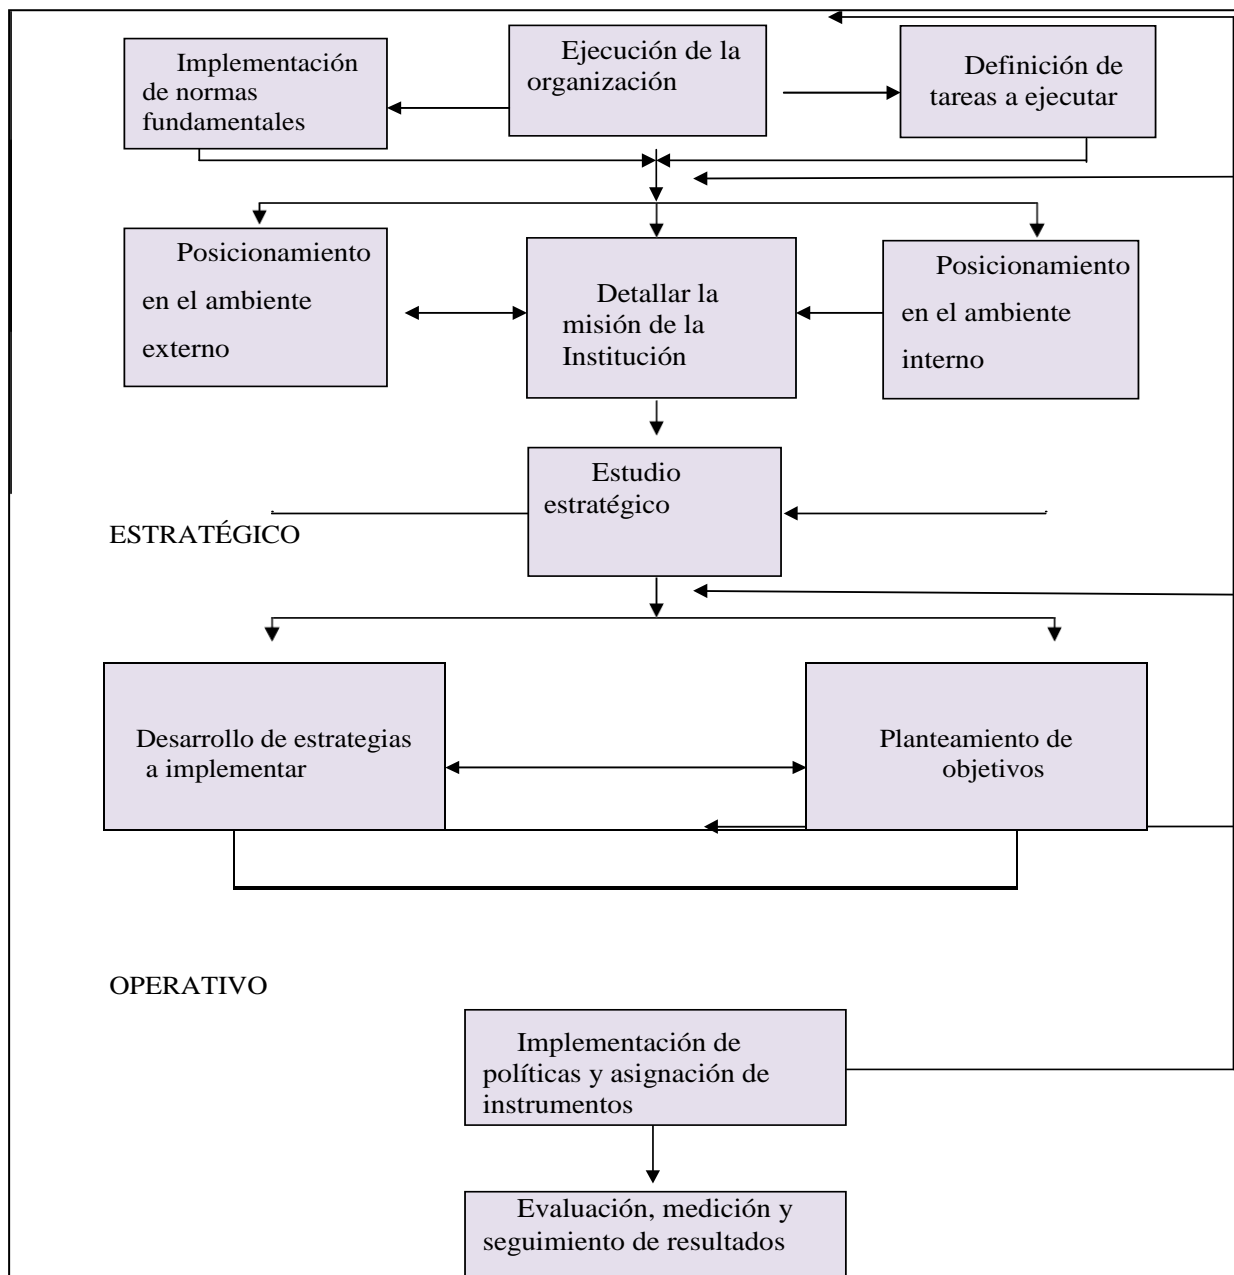 Implementación
de normas
fundamentales
Ejecución de la
organización
Definición de
tareas a ejecutar
Posicionamiento
en el ambiente
externo
Detallar la
misión de la
Institución
Posicionamiento
en el ambiente
interno
Estudio
estratégico
ESTRATÉGICO
Desarrollo de estrategias
a implementar
Planteamiento de
objetivos
OPERATIVO
Implementación de
políticas y asignación de
instrumentos
Evaluación, medición y
seguimiento de resultados